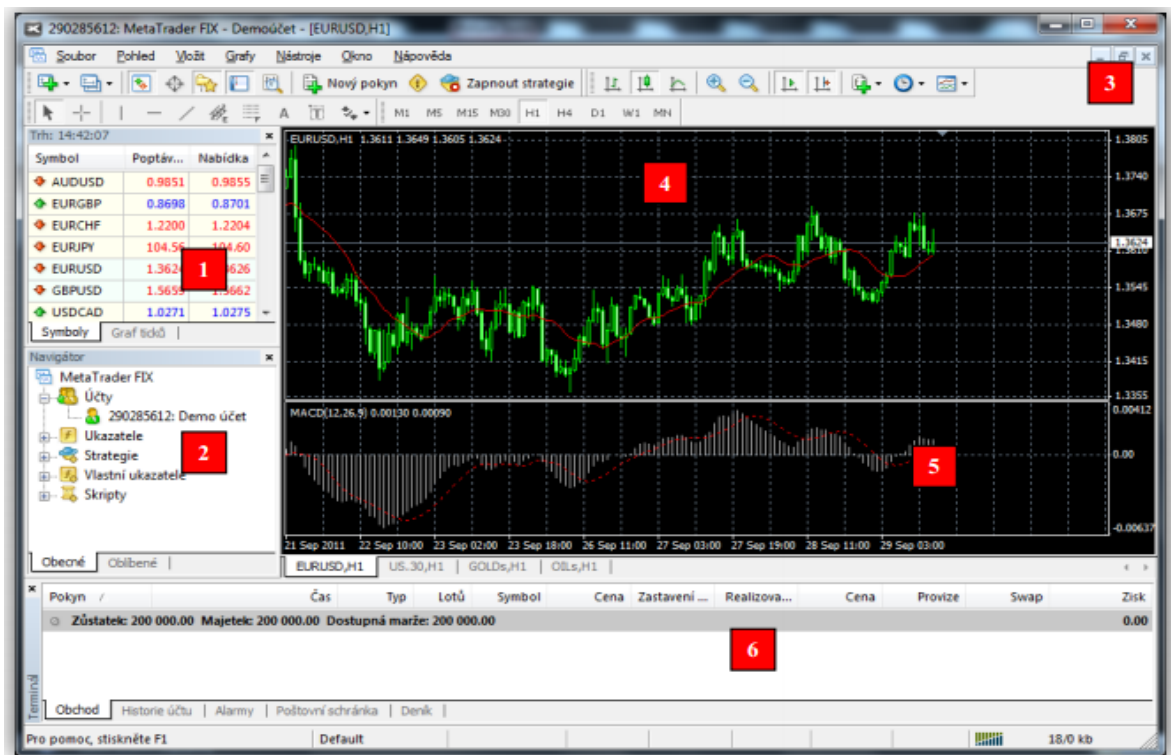 290285612: MetaTrader FIX - Demoúčet - [EURUSD,H1]
Soubor Pohled Vložit Grafy Nástroje Okno Nápověda
Nový pokyn Zapnout strategie
3
A T E F M1 M5 M15 M30 H1 H4 D1 W1 MN
Trh: 14:42:07
Symbol Poptáv... Nabídka
AUDUSD 0.9851 0.9855
EURGBP 0.8698 0.8701
EURCHF 1.2200 1.2204
EURJPY 104.56 104.60
EURUSD 1.3624 1.3626
GBPUSD
USDCAD 1.0271 1.0275
1
Symboly Graf ticků
Navigátor
MetaTrader FIX
Účty
290285612: Demo účet
Ukazatele
Strategie
Vlastní ukazatele
Skripty
2
Obecné Oblíbené
EURUSD,H1 1.3611 1.3649 1.3605 1.3624
4
1.3805
1.3740
1.3675
1.3624
1.3610
1.3545
1.3480
1.3415
1.3355
MACD(12,26,9) 0.00130 0.00090
5
0.00412
0.00
-0.00637
21 Sep 2011 22 Sep 10:00 23 Sep 02:00 23 Sep 18:00 26 Sep 11:00 27 Sep 03:00 27 Sep 19:00 28 Sep 11:00 29 Sep 03:00
EURUSD,H1 US.30,H1 GOLDs,H1 OILs,H1
Pokyn / Čas Typ Lotů Symbol Cena Zastavení ... Realizova... Cena Provize Swap Zisk
Zůstatek: 200 000.00 Majetek: 200 000.00 Dostupná marže: 200 000.00 0.00
6
Terminál
Obchod Historie účtu Alarmy Poštovní schránka Deník
Pro pomoc, stiskněte F1 Default 18/0 kb